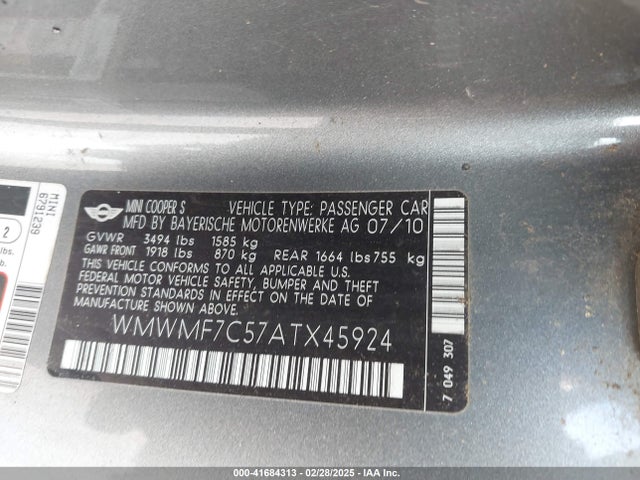 MINI COOPER S VEHICLE TYPE: PASSENGER CAR
MFD BY BAYERISCHE MOTORENWERKE AG 07/10
GVWR 3494 lbs 1585 kg
GAWR FRONT 1918 lbs 870 kg REAR 1664 lbs 755 kg
THIS VEHICLE CONFORMS TO ALL APPLICABLE U.S.
FEDERAL MOTOR VEHICLE SAFETY, BUMPER AND THEFT
PREVENTION STANDARDS IN EFFECT ON THE DATE OF
MANUFACTURE SHOWN ABOVE.
WMWMF7C57ATX45924
7 049 307
MINI
6791239
2
lbs.
lb.
000-41684313 - 02/28/2025 - IAA Inc.